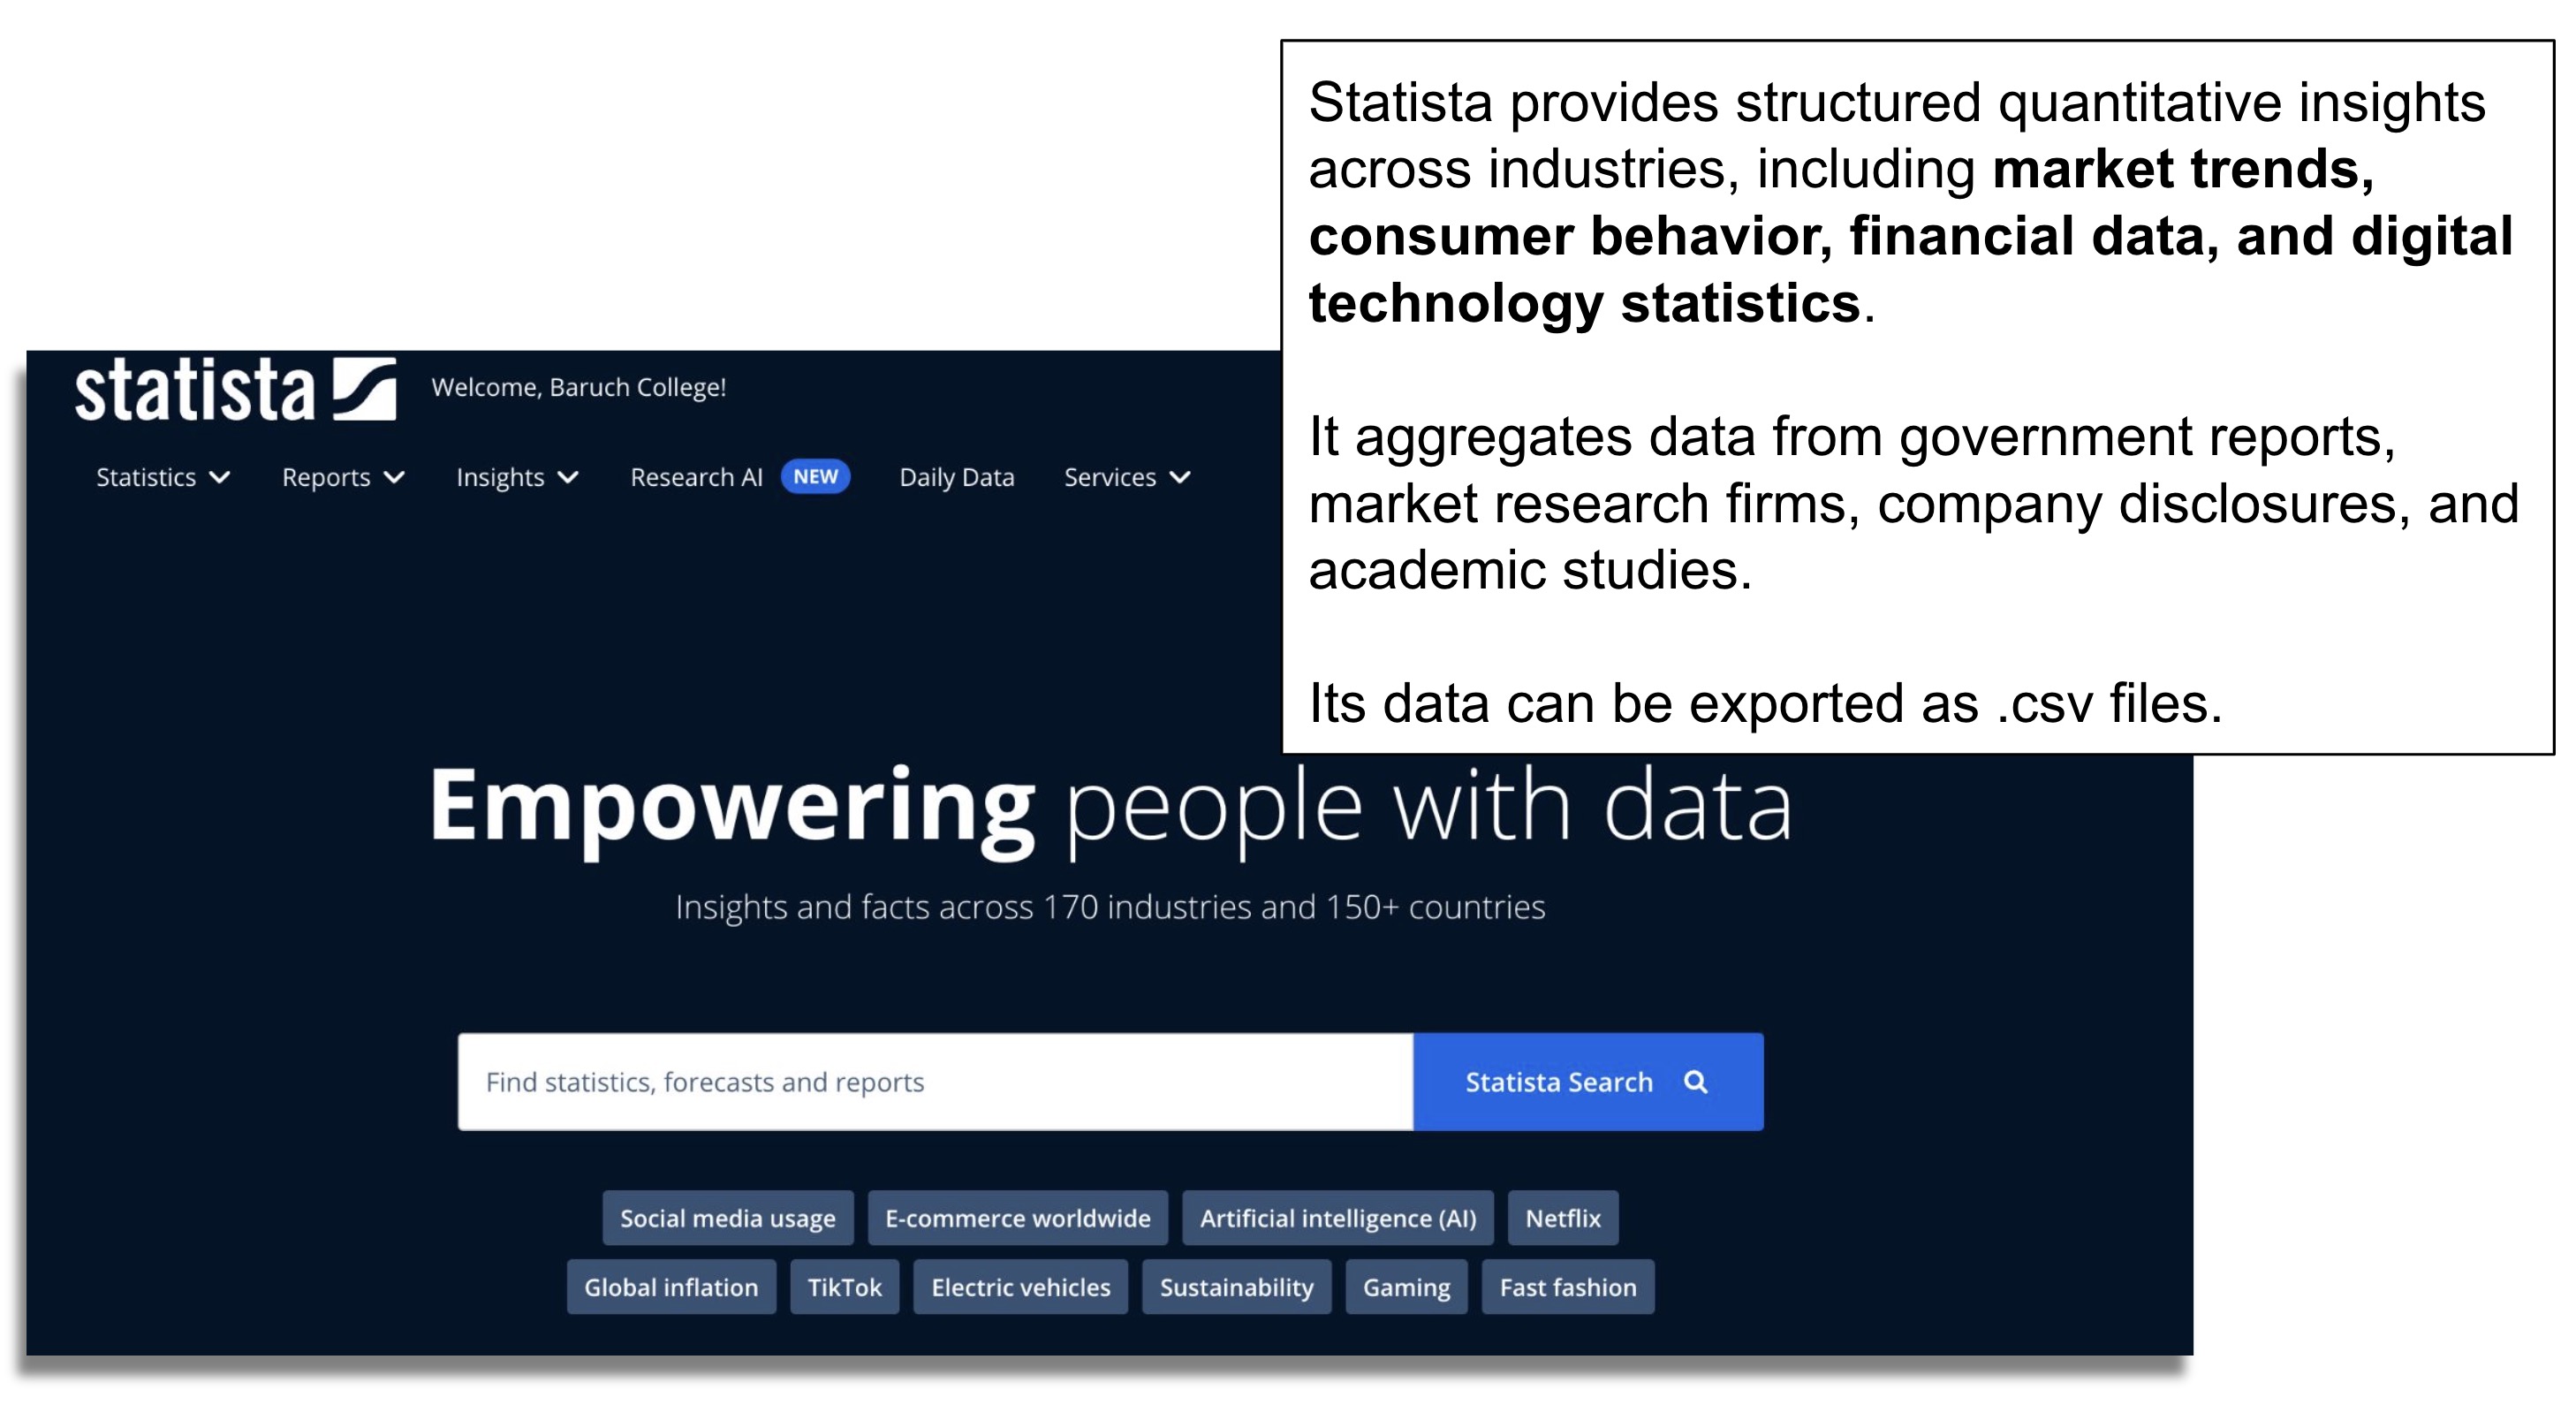 Statista provides structured quantitative insights
across industries, including market trends,
consumer behavior, financial data, and digital
technology statistics.
It aggregates data from government reports,
market research firms, company disclosures, and
academic studies.
Its data can be exported as .csv files.
statista Welcome, Baruch College!
Statistics Reports Insights Research AI NEW Daily Data Services
Empowering people with data
Insights and facts across 170 industries and 150+ countries
Find statistics, forecasts and reports Statista Search
Social media usage E-commerce worldwide Artificial intelligence (AI) Netflix
Global inflation TikTok Electric vehicles Sustainability Gaming Fast fashion